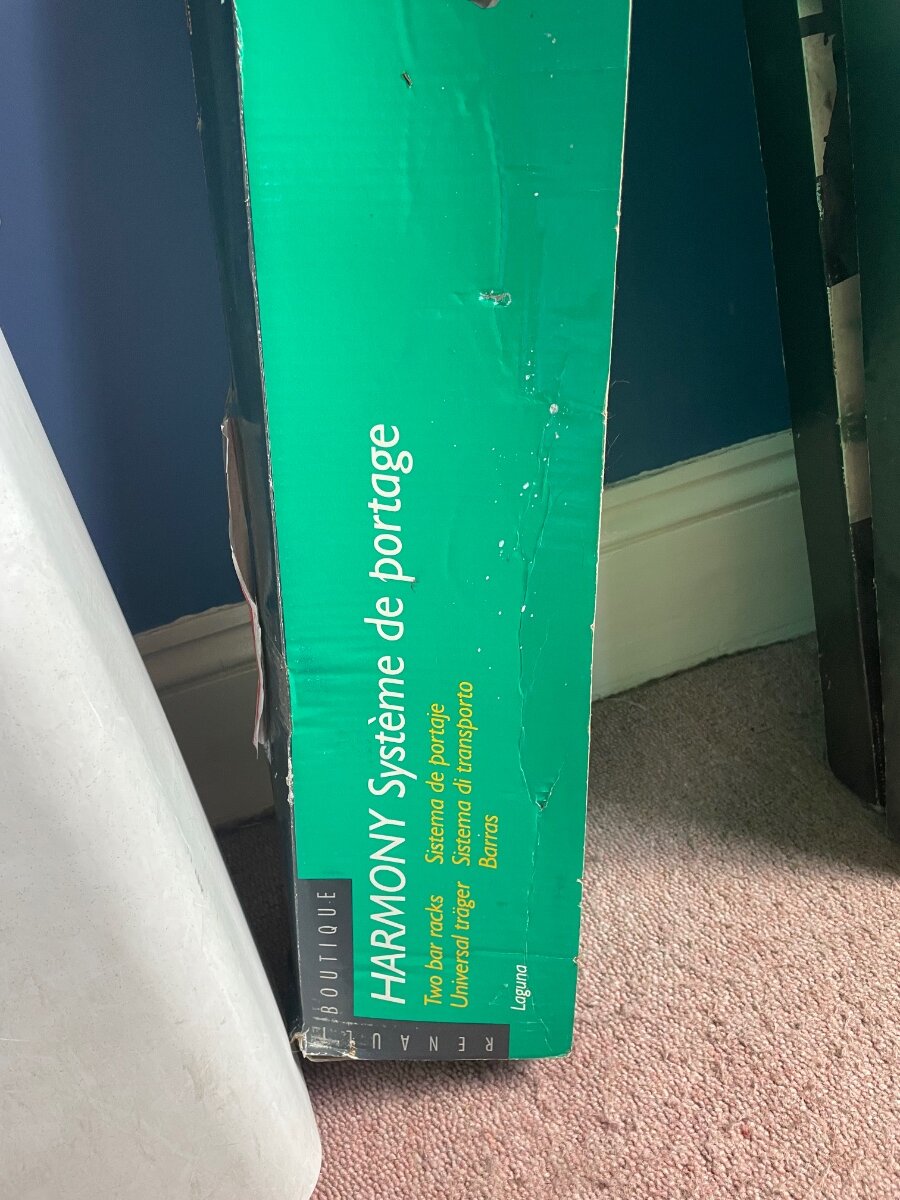 RENAULT
BOUTIQUE
HARMONY Système de portage
Two bar racks
Universal träger
Sistema de portaje
Sistema di transporto
Barras
Laguna